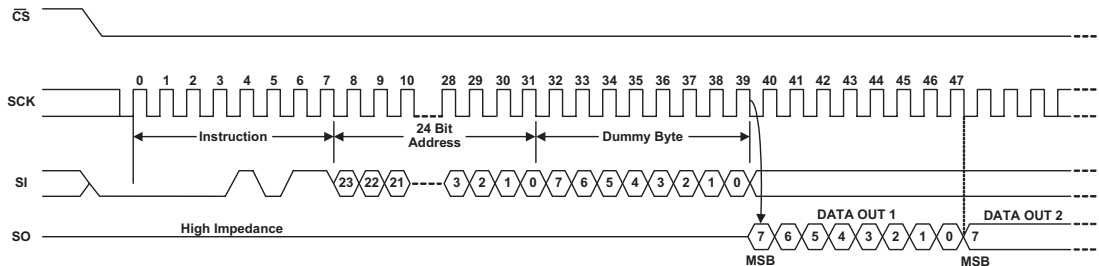 CS
0 1 2 3 4 5 6 7 8 9 10 28 29 30 31 32 33 34 35 36 37 38 39 40 41 42 43 44 45 46 47
SCK
Instruction
24 Bit
Address
Dummy Byte
SI
23 22 21 3 2 1 0 7 6 5 4 3 2 1 0
DATA OUT 1
DATA OUT 2
High Impedance
SO
7 6 5 4 3 2 1 0 7
MSB
MSB